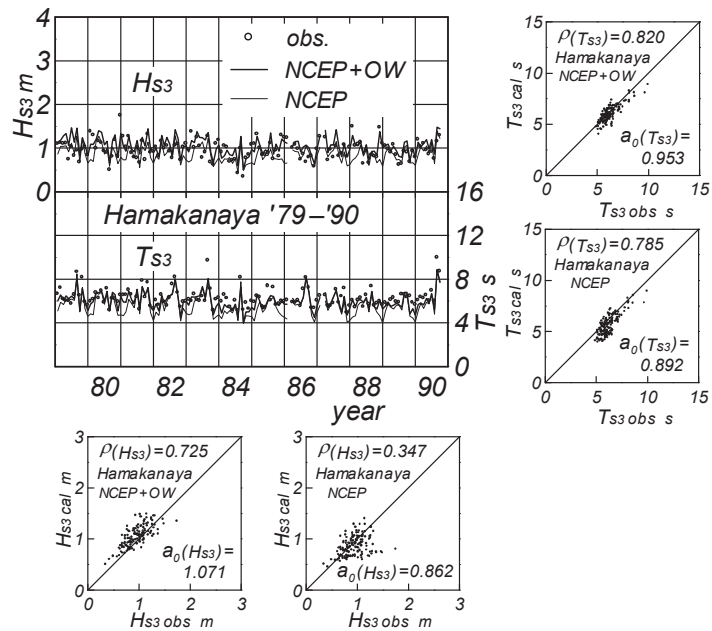 4
3
2
1
0
Hs3 m
Hs3
obs.
NCEP+OW
NCEP
Hamakanaya '79–'90
Ts3
16
12
8
4
0
Ts3 s
80 82 84 86 88 90
year
15
10
5
0
Ts3 cal s
ρ(Ts3)=0.820
Hamakanaya
NCEP+OW
a0(Ts3)=
0.953
0 5 10 15
Ts3 obs s
15
10
5
0
Ts3 cal s
ρ(Ts3)=0.785
Hamakanaya
NCEP
a0(Ts3)=
0.892
0 5 10 15
Ts3 obs s
3
2
1
0
Hs3 cal m
ρ(Hs3)=0.725
Hamakanaya
NCEP+OW
a0(Hs3)=
1.071
0 1 2 3
Hs3 obs m
3
2
1
0
Hs3 cal m
ρ(Hs3)=0.347
Hamakanaya
NCEP
a0(Hs3)=0.862
0 1 2 3
Hs3 obs m